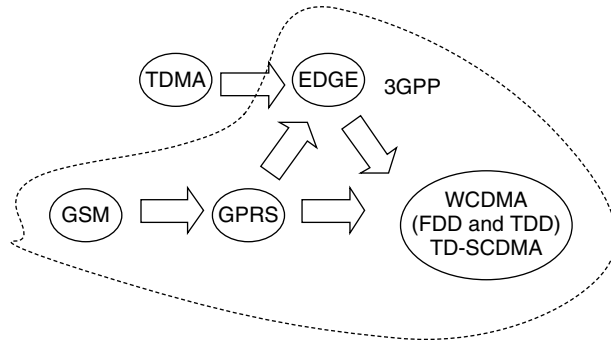 TDMA
EDGE
3GPP
GSM
GPRS
WCDMA
(FDD and TDD)
TD-SCDMA